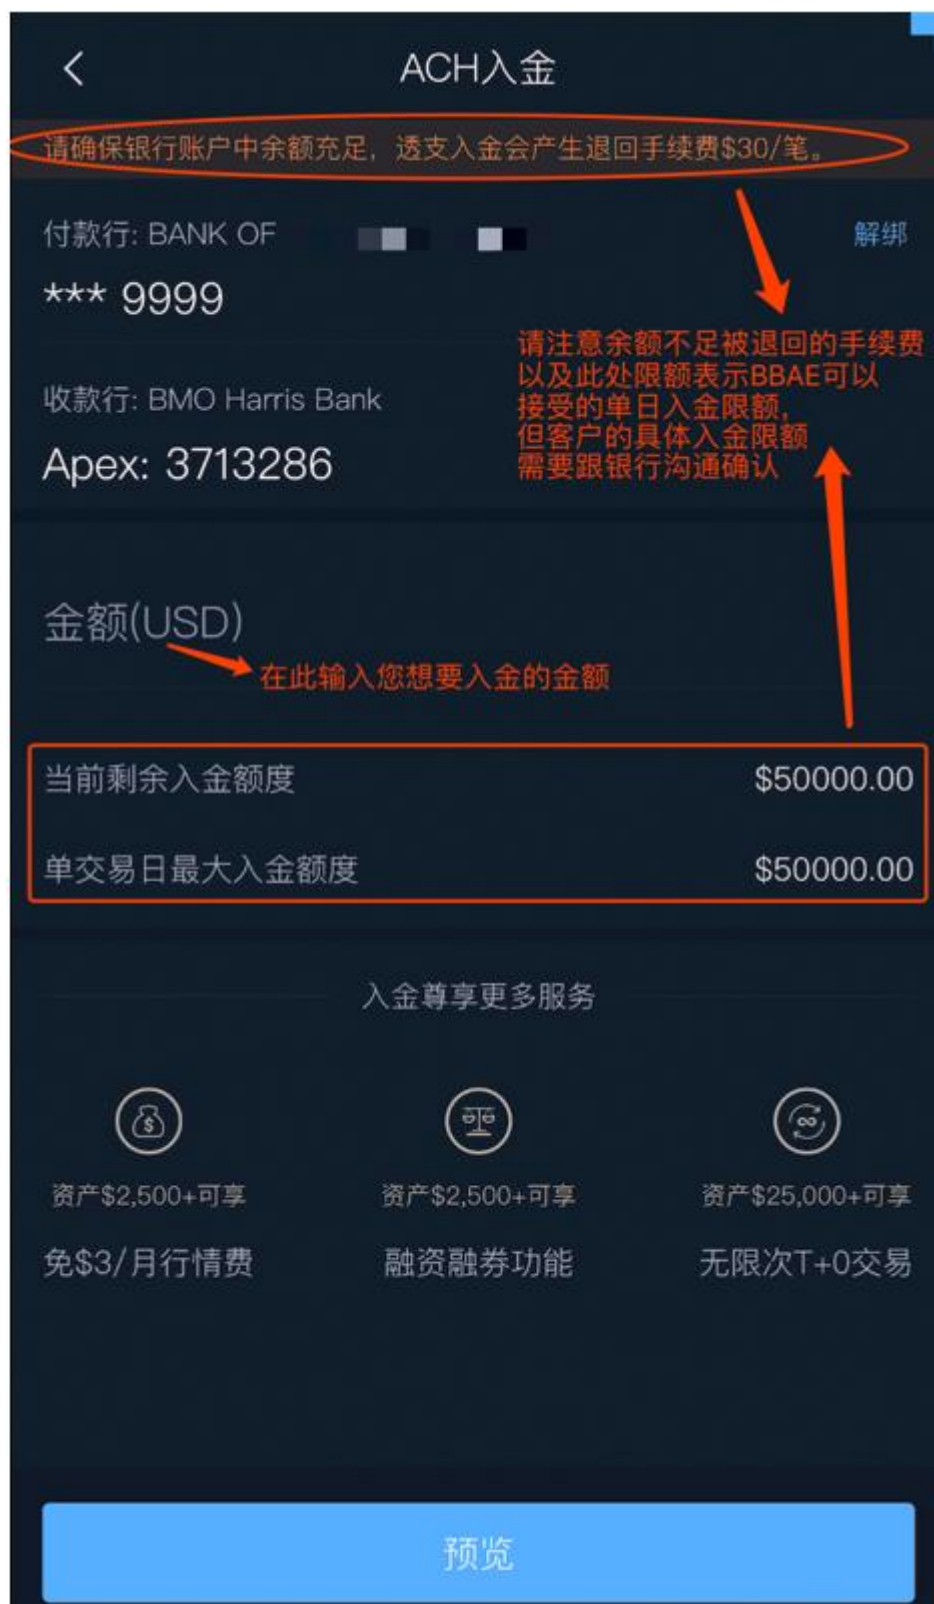 ACH入金
请确保银行账户中余额充足，透支入金会产生退回手续费$30/笔。
付款行: BANK OF
解绑
*** 9999
请注意余额不足被退回的手续费
以及此处限额表示BBAE可以
接受的单日入金限额，
但客户的具体入金限额
需要跟银行沟通确认
收款行: BMO Harris Bank
Apex: 3713286
金额(USD)
在此输入您想要入金的金额
当前剩余入金额度
$50000.00
单交易日最大入金额度
$50000.00
入金尊享更多服务
资产$2,500+可享
资产$2,500+可享
资产$25,000+可享
免$3/月行情费
融资融券功能
无限次T+0交易
预览